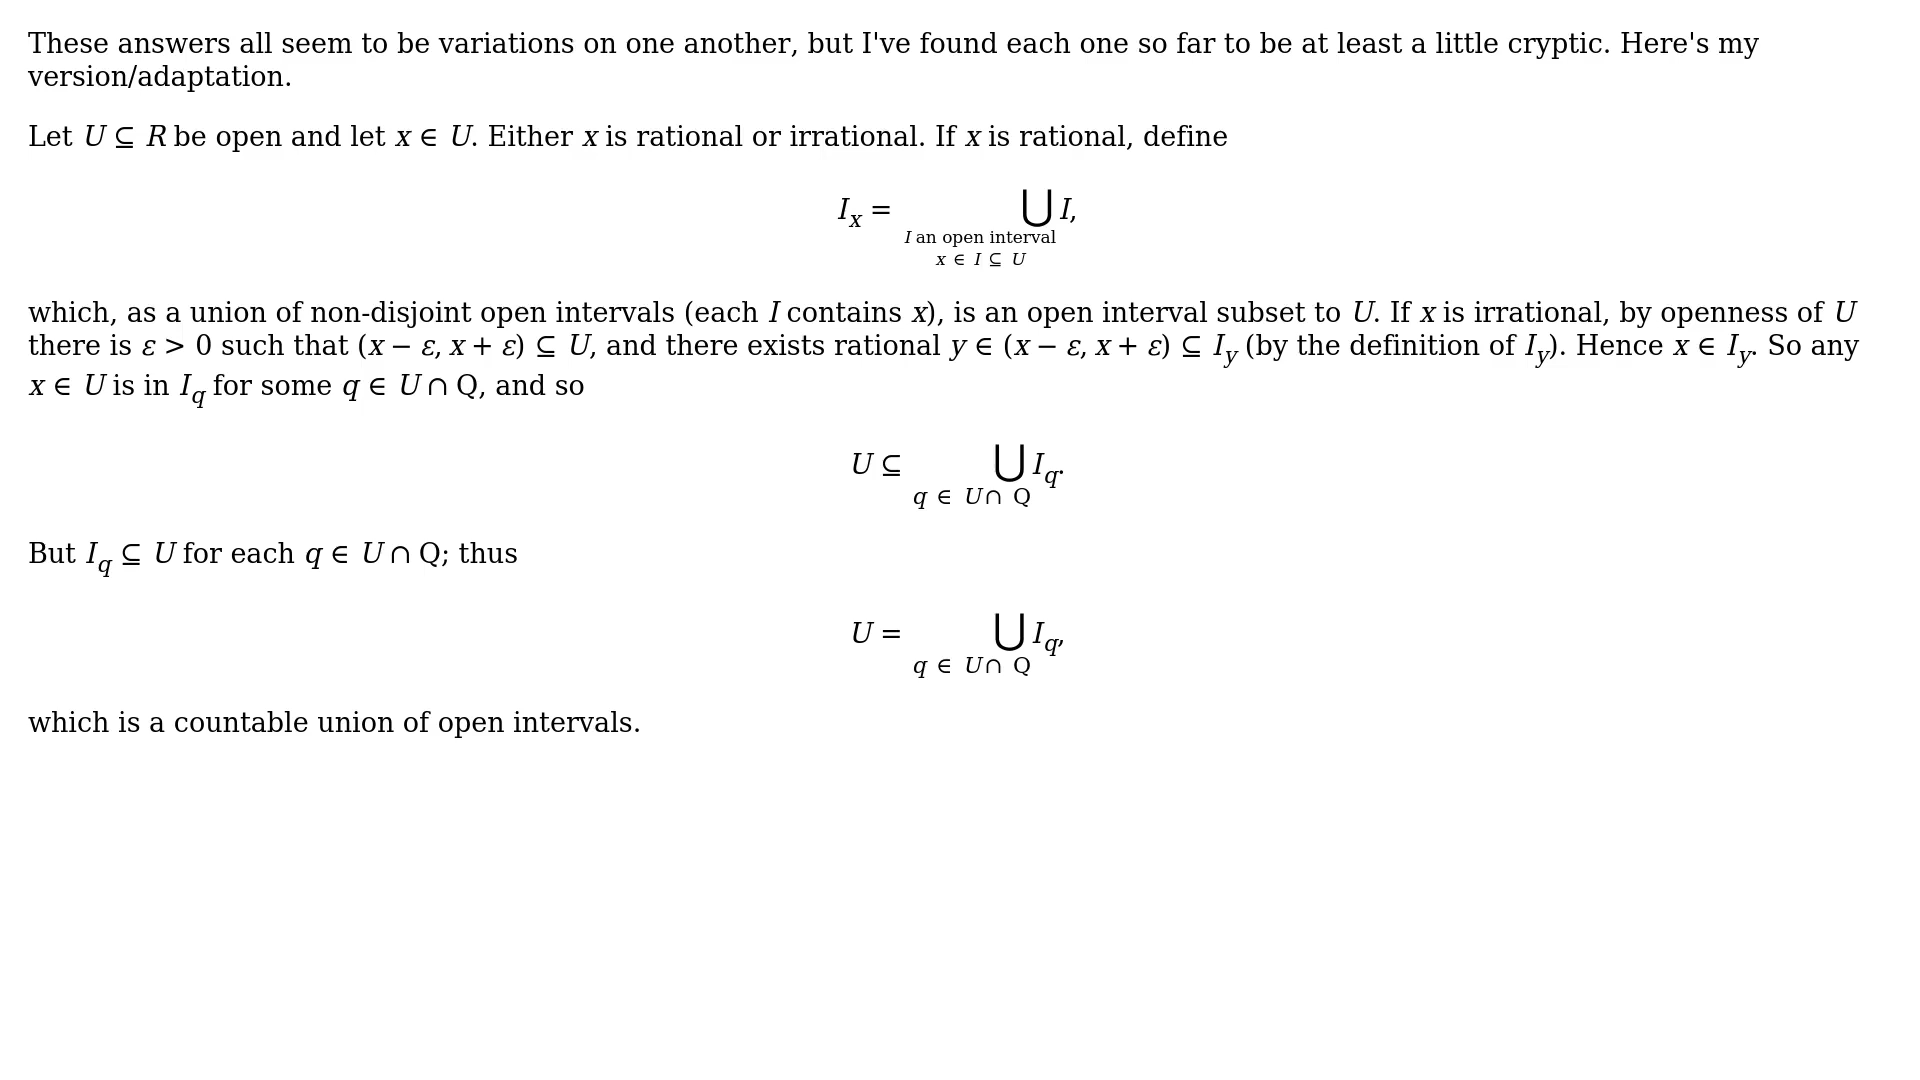 These answers all seem to be variations on one another, but I've found each one so far to be at least a little cryptic. Here's my
version/adaptation.
Let U ⊆ R be open and let x ∈ U. Either x is rational or irrational. If x is rational, define
I_x = ⋃ I,
I an open interval
x ∈ I ⊆ U
which, as a union of non-disjoint open intervals (each I contains x), is an open interval subset to U. If x is irrational, by openness of U
there is ε > 0 such that (x − ε, x + ε) ⊆ U, and there exists rational y ∈ (x − ε, x + ε) ⊆ I_y (by the definition of I_y). Hence x ∈ I_y. So any
x ∈ U is in I_q for some q ∈ U ∩ Q, and so
U ⊆ ⋃ I_q.
q ∈ U ∩ Q
But I_q ⊆ U for each q ∈ U ∩ Q; thus
U = ⋃ I_q,
q ∈ U ∩ Q
which is a countable union of open intervals.